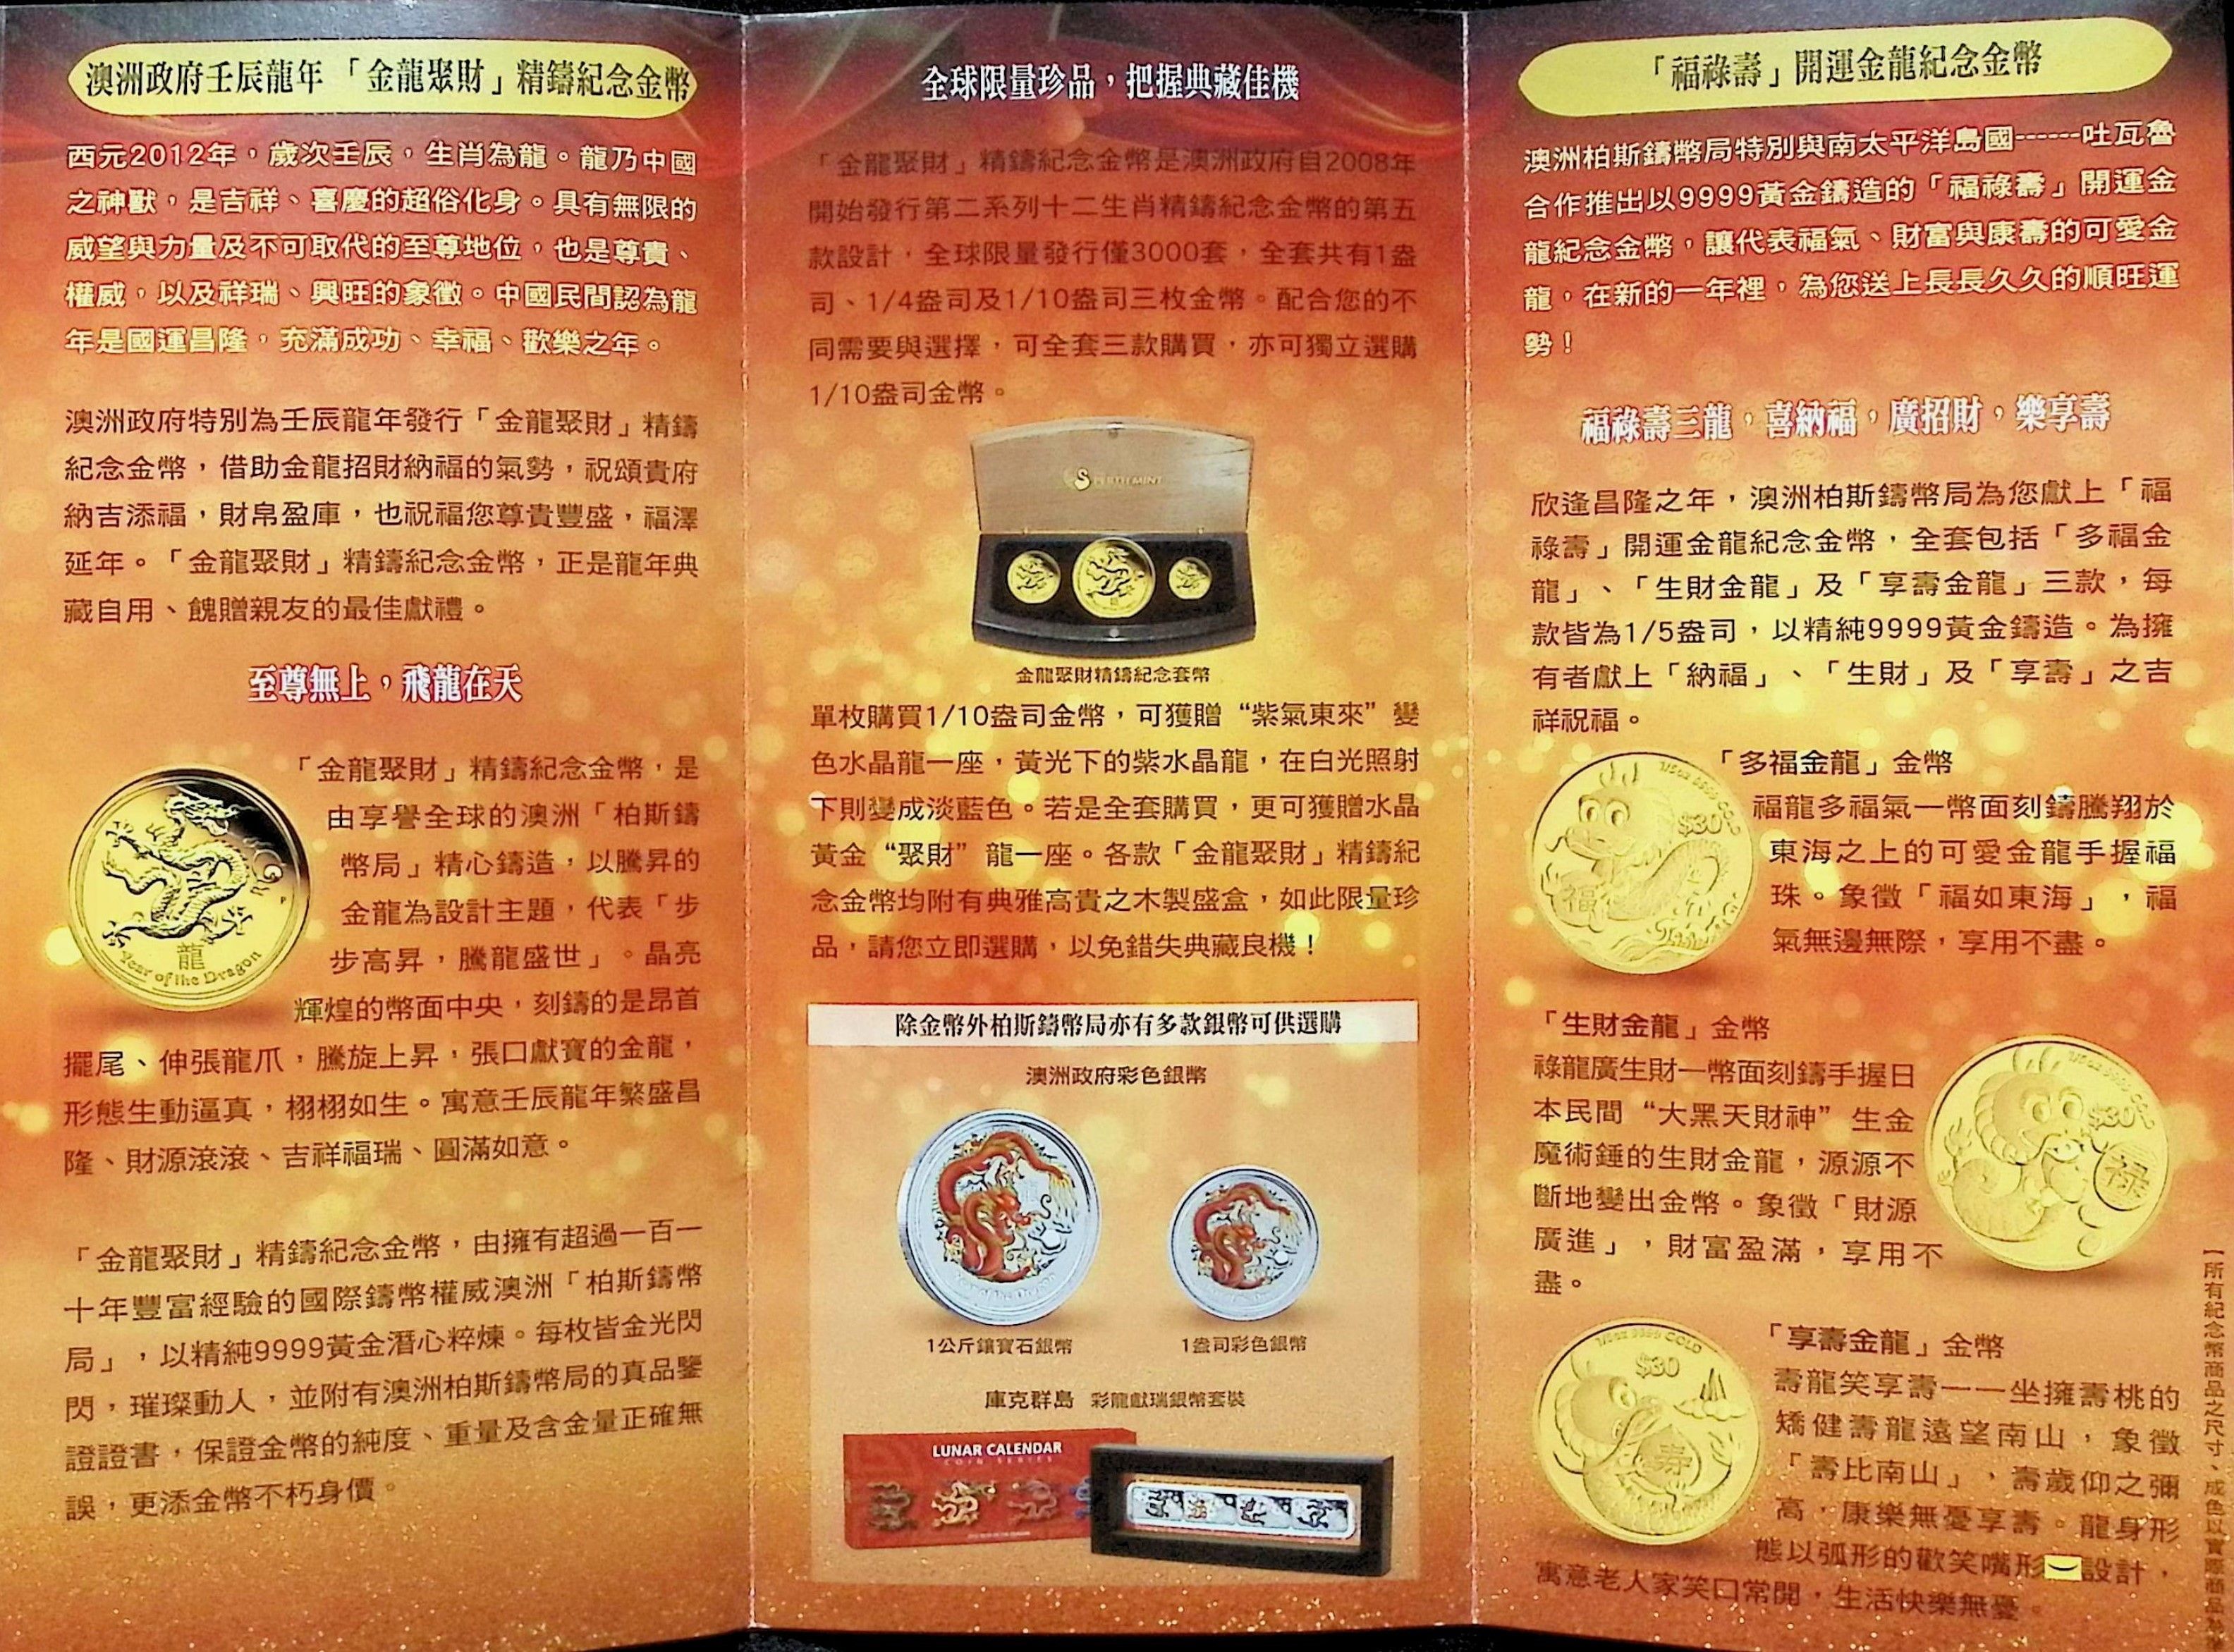 澳洲政府壬辰龍年「金龍聚財」精鑄紀念金幣
西元2012年，歲次壬辰，生肖為龍。龍乃中國
之神獸，是吉祥、喜慶的超俗化身。具有無限的
威望與力量及不可取代的至尊地位，也是尊貴、
權威，以及祥瑞、興旺的象徵。中國民間認為龍
年是國運昌隆，充滿成功、幸福、歡樂之年。
澳洲政府特別為壬辰龍年發行「金龍聚財」精鑄
紀念金幣，借助金龍招財納福的氣勢，祝頌貴府
納吉添福，財帛盈庫，也祝福您尊貴豐盛，福澤
延年。「金龍聚財」精鑄紀念金幣，正是龍年典
藏自用、餽贈親友的最佳獻禮。
至尊無上，飛龍在天
「金龍聚財」精鑄紀念金幣，是
由享譽全球的澳洲「柏斯鑄
幣局」精心鑄造，以騰昇的
金龍為設計主題，代表「步
步高昇，騰龍盛世」。晶亮
輝煌的幣面中央，刻鑄的是昂首
擺尾、伸張龍爪，騰旋上昇，張口獻寶的金龍，
形態生動逼真，栩栩如生。寓意壬辰龍年繁盛昌
隆、財源滾滾、吉祥福瑞、圓滿如意。
龍
Year of the Dragon
P
「金龍聚財」精鑄紀念金幣，由擁有超過一百一
十年豐富經驗的國際鑄幣權威澳洲「柏斯鑄幣
局」，以精純9999黃金潛心粹煉。每枚皆金光閃
閃，璀璨動人，並附有澳洲柏斯鑄幣局的真品鑒
證證書，保證金幣的純度、重量及含金量正確無
誤，更添金幣不朽身價。
全球限量珍品，把握典藏佳機
「金龍聚財」精鑄紀念金幣是澳洲政府自2008年
開始發行第二系列十二生肖精鑄紀念金幣的第五
款設計，全球限量發行僅3000套，全套共有1盎
司、1/4盎司及1/10盎司三枚金幣。配合您的不
同需要與選擇，可全套三款購買，亦可獨立選購
1/10盎司金幣。
PERTH MINT
金龍聚財精鑄紀念套幣
單枚購買1/10盎司金幣，可獲贈“紫氣東來”變
色水晶龍一座，黃光下的紫水晶龍，在白光照射
下則變成淡藍色。若是全套購買，更可獲贈水晶
黃金“聚財”龍一座。各款「金龍聚財」精鑄紀
念金幣均附有典雅高貴之木製盛盒，如此限量珍
品，請您立即選購，以免錯失典藏良機！
除金幣外柏斯鑄幣局亦有多款銀幣可供選購
澳洲政府彩色銀幣
1公斤鑲寶石銀幣 1盎司彩色銀幣
庫克群島 彩龍獻瑞銀幣套裝
LUNAR CALENDAR
COIN SERIES
「福祿壽」開運金龍紀念金幣
澳洲柏斯鑄幣局特別與南太平洋島國------吐瓦魯
合作推出以9999黃金鑄造的「福祿壽」開運金
龍紀念金幣，讓代表福氣、財富與康壽的可愛金
龍，在新的一年裡，為您送上長長久久的順旺運
勢！
福祿壽三龍，喜納福，廣招財，樂享壽
欣逢昌隆之年，澳洲柏斯鑄幣局為您獻上「福
祿壽」開運金龍紀念金幣，全套包括「多福金
龍」、「生財金龍」及「享壽金龍」三款，每
款皆為1/5盎司，以精純9999黃金鑄造。為擁
有者獻上「納福」、「生財」及「享壽」之吉
祥祝福。
「多福金龍」金幣
福龍多福氣一幣面刻鑄騰翔於
東海之上的可愛金龍手握福
珠。象徵「福如東海」，福
氣無邊無際，享用不盡。
1/5oz 9999 GOLD
$30
福
「生財金龍」金幣
祿龍廣生財一幣面刻鑄手握日
本民間“大黑天財神”生金
魔術錘的生財金龍，源源不
斷地變出金幣。象徵「財源
廣進」，財富盈滿，享用不
盡。
1/5oz 9999 GOLD
$30
禄
「享壽金龍」金幣
壽龍笑享壽一一坐擁壽桃的
矯健壽龍遠望南山，象徵
「壽比南山」，壽歲仰之彌
高，康樂無憂享壽。龍身形
態以弧形的歡笑嘴形設計，
寓意老人家笑口常開，生活快樂無憂。
1/5oz 9999 GOLD
$30
寿
【所有紀念幣商品之尺寸、成色以實際商品為